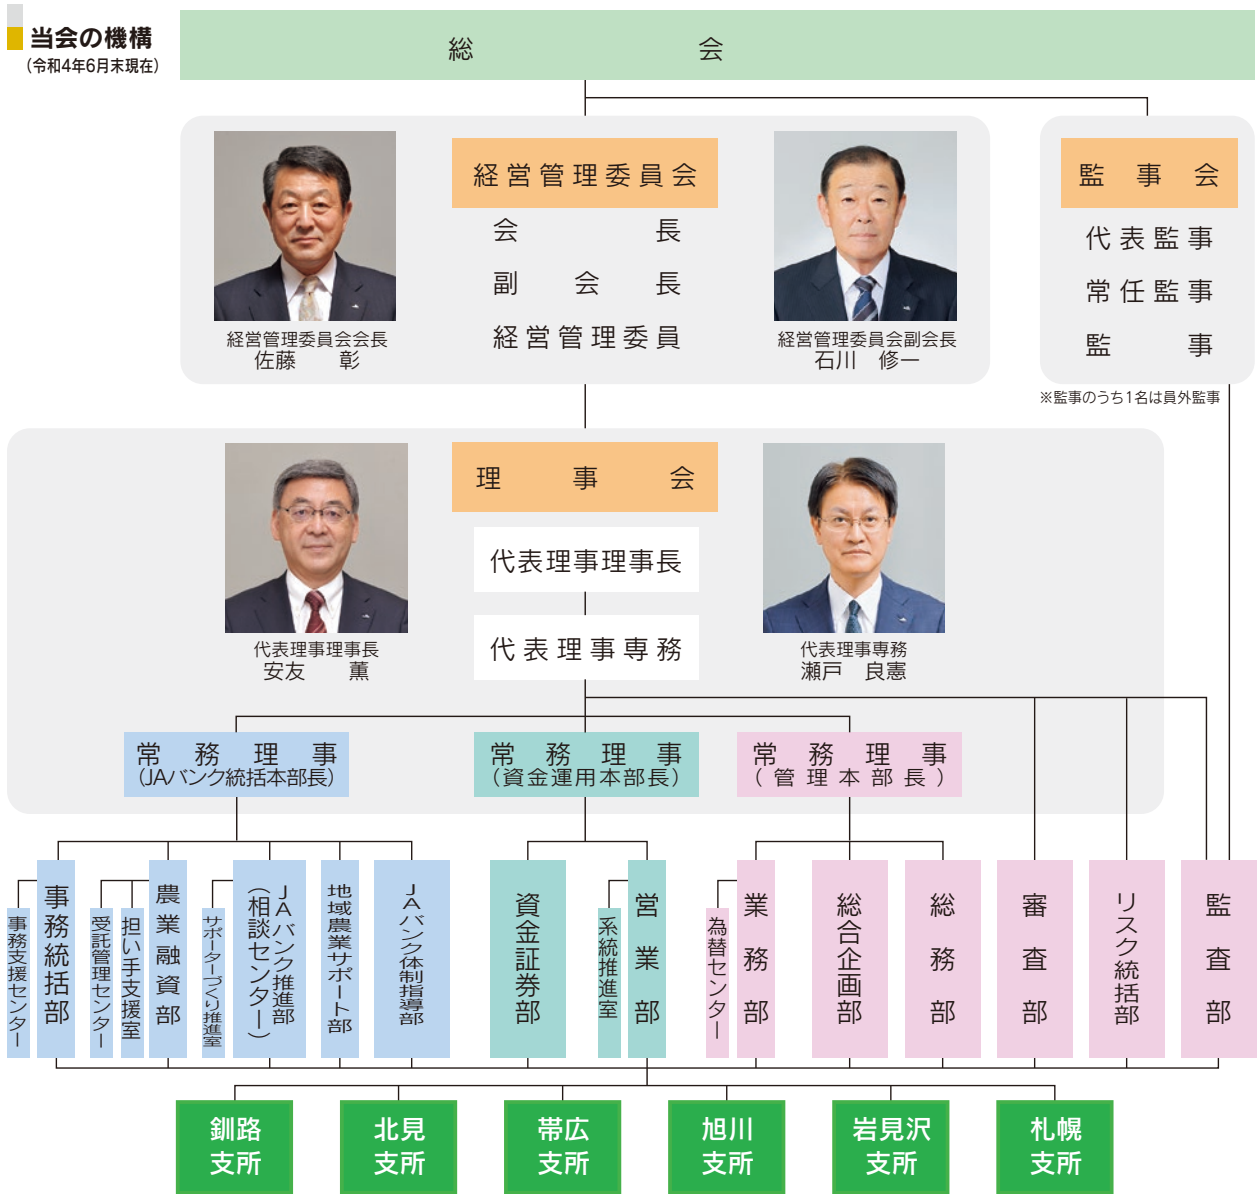 当会の機構
(令和4年6月末現在)
総会
経営管理委員会
会長
副会長
経営管理委員
経営管理委員会会長
佐藤 彰
経営管理委員会副会長
石川 修一
監事会
代表監事
常任監事
監事
※監事のうち1名は員外監事
理事会
代表理事理事長
代表理事専務
代表理事理事長
安友 薫
代表理事専務
瀬戸 良憲
常務理事
(JAバンク統括本部長)
常務理事
(資金運用本部長)
常務理事
(管理本部長)
事務支援センター
事務統括部
受託管理センター
担い手支援室
農業融資部
サポーターづくり推進室
JAバンク推進部
(相談センター)
地域農業サポート部
JAバンク体制指導部
資金証券部
系統推進室
営業部
為替センター
業務部
総合企画部
総務部
審査部
リスク統括部
監査部
釧路
支所
北見
支所
帯広
支所
旭川
支所
岩見沢
支所
札幌
支所